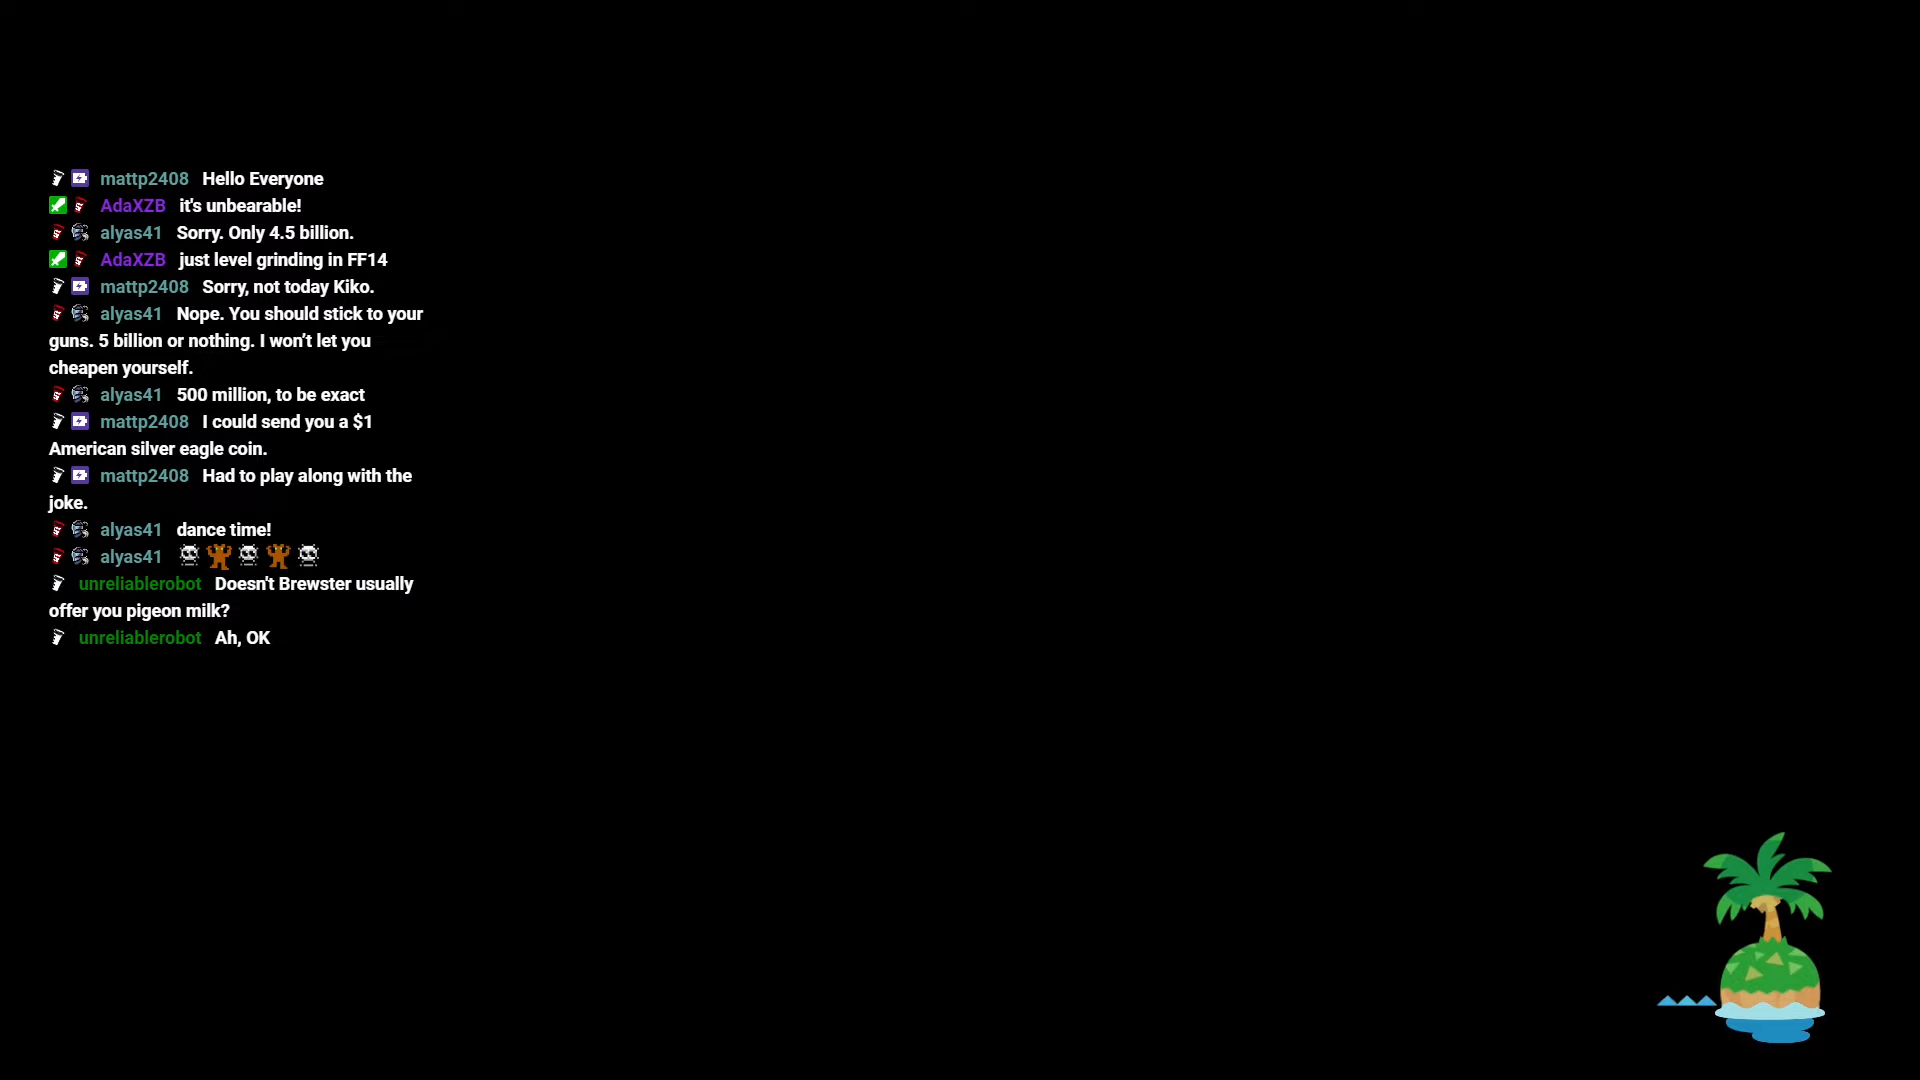 mattp2408 Hello Everyone
AdaXZB it's unbearable!
alyas41 Sorry. Only 4.5 billion.
AdaXZB just level grinding in FF14
mattp2408 Sorry, not today Kiko.
alyas41 Nope. You should stick to your
guns. 5 billion or nothing. I won’t let you
cheapen yourself.
alyas41 500 million, to be exact
mattp2408 I could send you a $1
American silver eagle coin.
mattp2408 Had to play along with the
joke.
alyas41 dance time!
alyas41
unreliablerobot Doesn't Brewster usually
offer you pigeon milk?
unreliablerobot Ah, OK